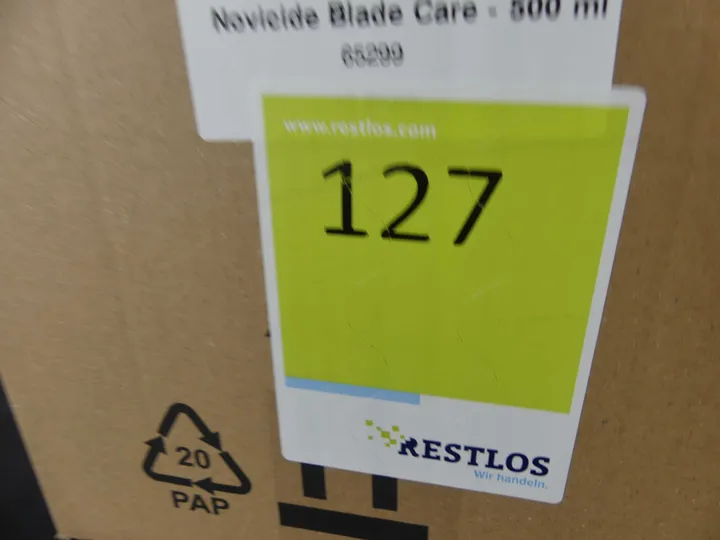 Novicide Blade Care - 500 ml
65299
www.restlos.com
127
RESTLOS
Wir handeln.
20
PAP